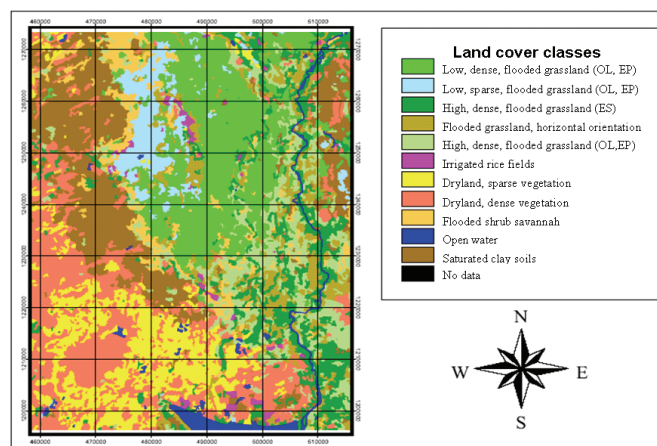 460000 470000 480000 490000 500000 510000
Land cover classes
Low, dense, flooded grassland (OL, EP)
Low, sparse, flooded grassland (OL, EP)
High, dense, flooded grassland (ES)
Flooded grassland, horizontal orientation
High, dense, flooded grassland (OL,EP)
Irrigated rice fields
Dryland, sparse vegetation
Dryland, dense vegetation
Flooded shrub savannah
Open water
Saturated clay soils
No data
N
W E
S
460000 470000 480000 490000 500000 510000